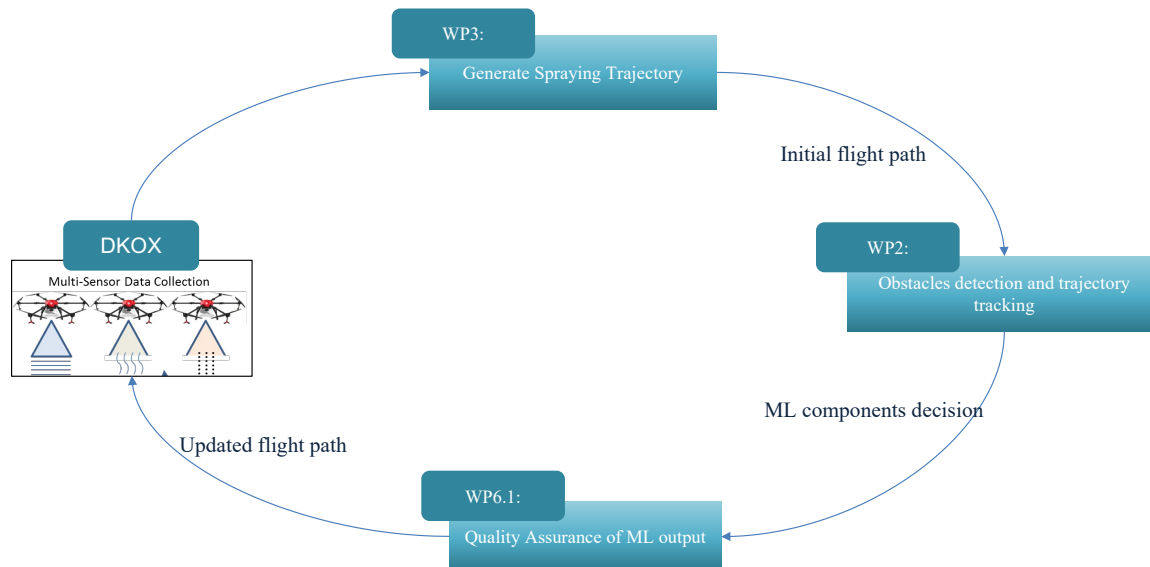 WP3:
Generate Spraying Trajectory
Initial flight path
WP2:
Obstacles detection and trajectory
tracking
ML components decision
WP6.1:
Quality Assurance of ML output
Updated flight path
DKOX
Multi-Sensor Data Collection